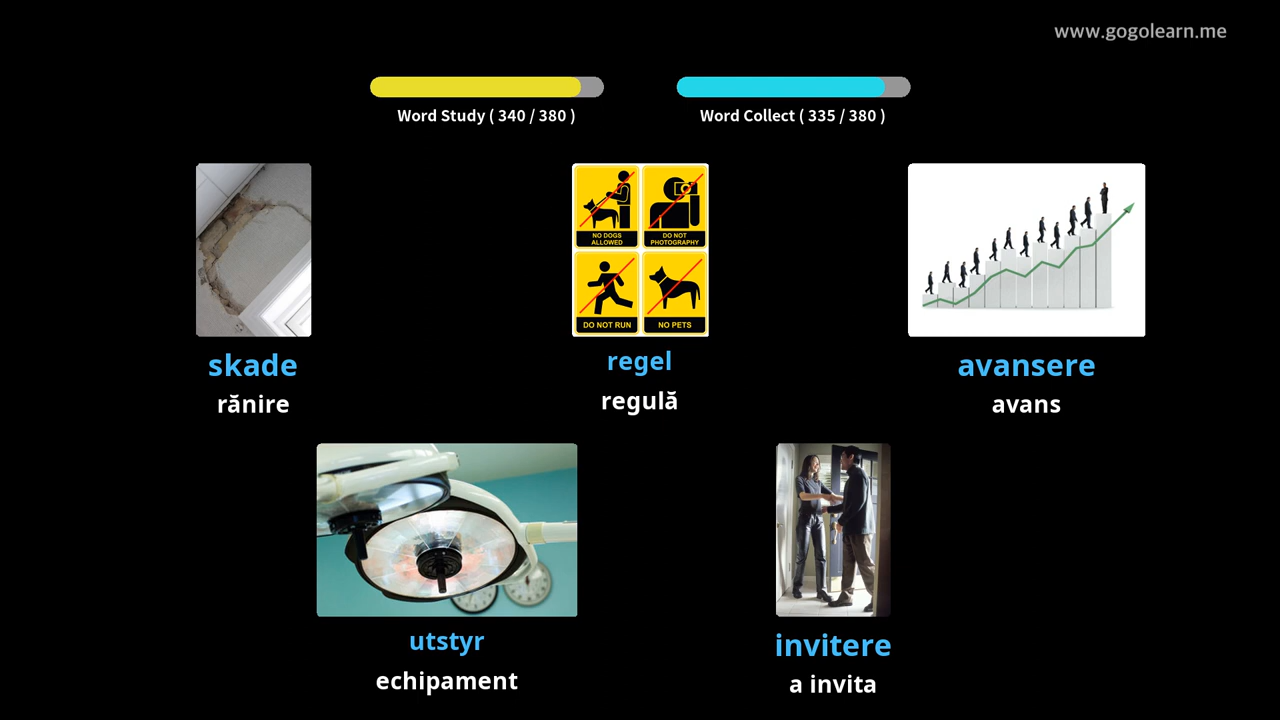 www.gogolearn.me
Word Study ( 340 / 380 )
Word Collect ( 335 / 380 )
NO DOGS
ALLOWED
DO NOT
PHOTOGRAPHY
DO NOT RUN
NO PETS
skade
rănire
regel
regulă
avansere
avans
utstyr
echipament
invitere
a invita